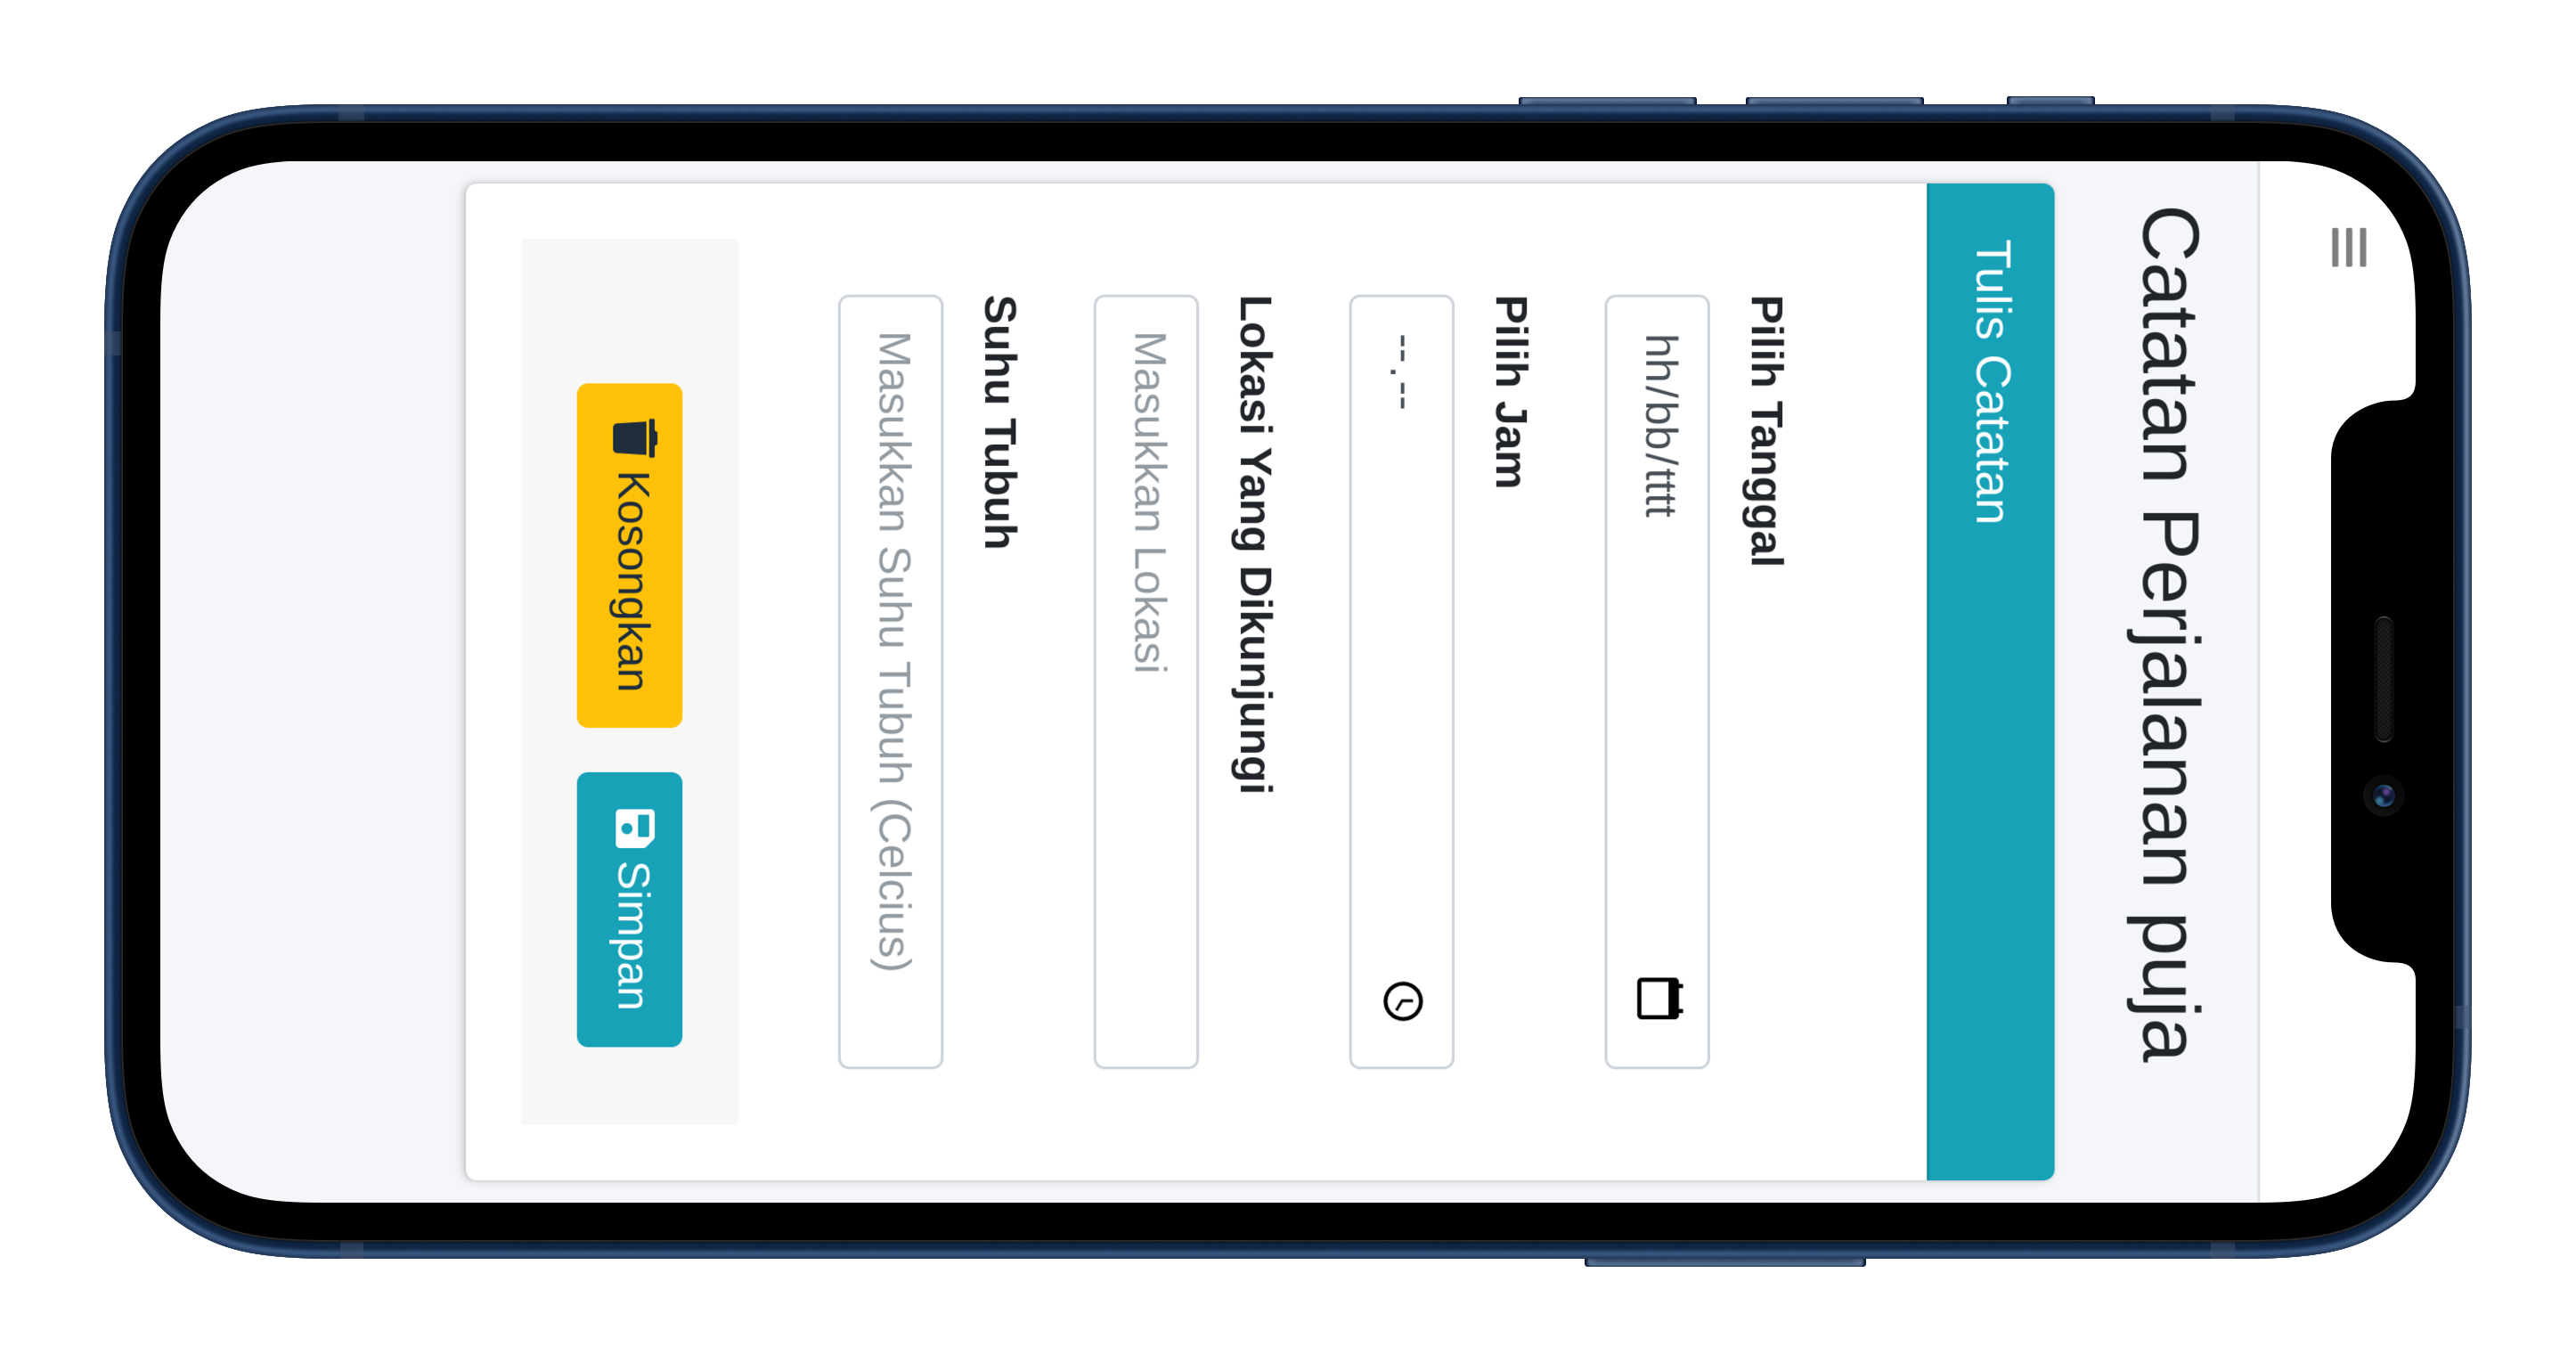 Catatan Perjalanan puja
Tulis Catatan
Pilih Tanggal
hh/bb/tttt
Pilih Jam
--.--
Lokasi Yang Dikunjungi
Masukkan Lokasi
Suhu Tubuh
Masukkan Suhu Tubuh (Celcius)
Kosongkan
Simpan